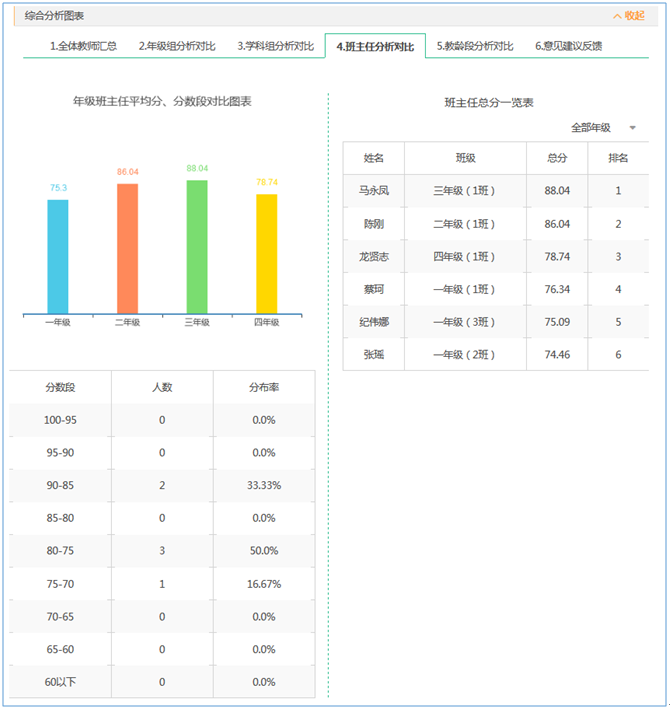 综合分析图表
收起
1.全体教师汇总 2.年级组分析对比 3.学科组分析对比 4.班主任分析对比 5.教龄段分析对比 6.意见建议反馈
年级班主任平均分、分数段对比图表
75.3 86.04 88.04 78.74
一年级 二年级 三年级 四年级
分数段 人数 分布率
100-95 0 0.0%
95-90 0 0.0%
90-85 2 33.33%
85-80 0 0.0%
80-75 3 50.0%
75-70 1 16.67%
70-65 0 0.0%
65-60 0 0.0%
60以下 0 0.0%
班主任总分一览表
全部年级
姓名 班级 总分 排名
马永凤 三年级（1班） 88.04 1
陈刚 二年级（1班） 86.04 2
龙贤志 四年级（1班） 78.74 3
蔡珂 一年级（1班） 76.34 4
纪伟娜 一年级（3班） 75.09 5
张瑶 一年级（2班） 74.46 6